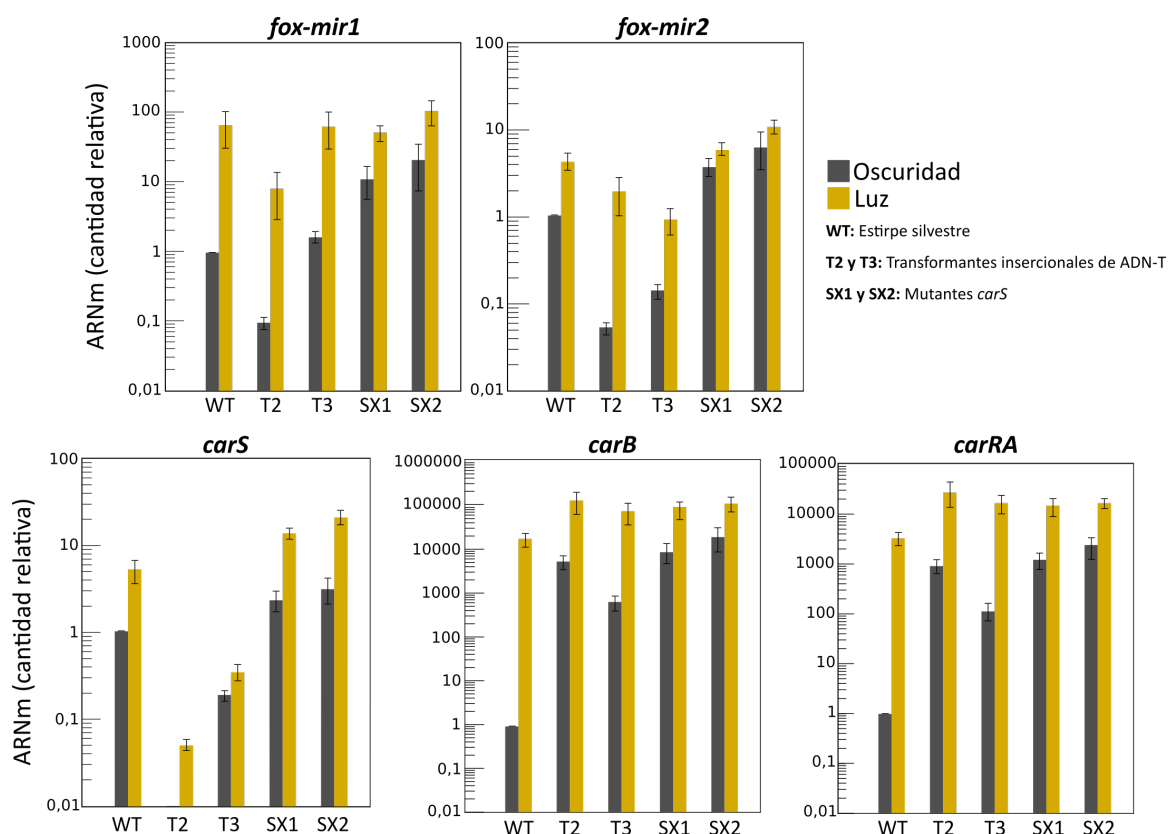 fox-mir1
fox-mir2
ARNm (cantidad relativa)
1000
100
10
1
0,1
0,01
WT T2 T3 SX1 SX2
100
10
1
0,1
0,01
WT T2 T3 SX1 SX2
Oscuridad
Luz
WT: Estirpe silvestre
T2 y T3: Transformantes insercionales de ADN-T
SX1 y SX2: Mutantes carS
carS
carB
carRA
ARNm (cantidad relativa)
100
10
1
0,1
0,01
WT T2 T3 SX1 SX2
1000000
100000
10000
1000
100
10
1
0,1
0,01
WT T2 T3 SX1 SX2
100000
10000
1000
100
10
1
0,1
0,01
WT T2 T3 SX1 SX2